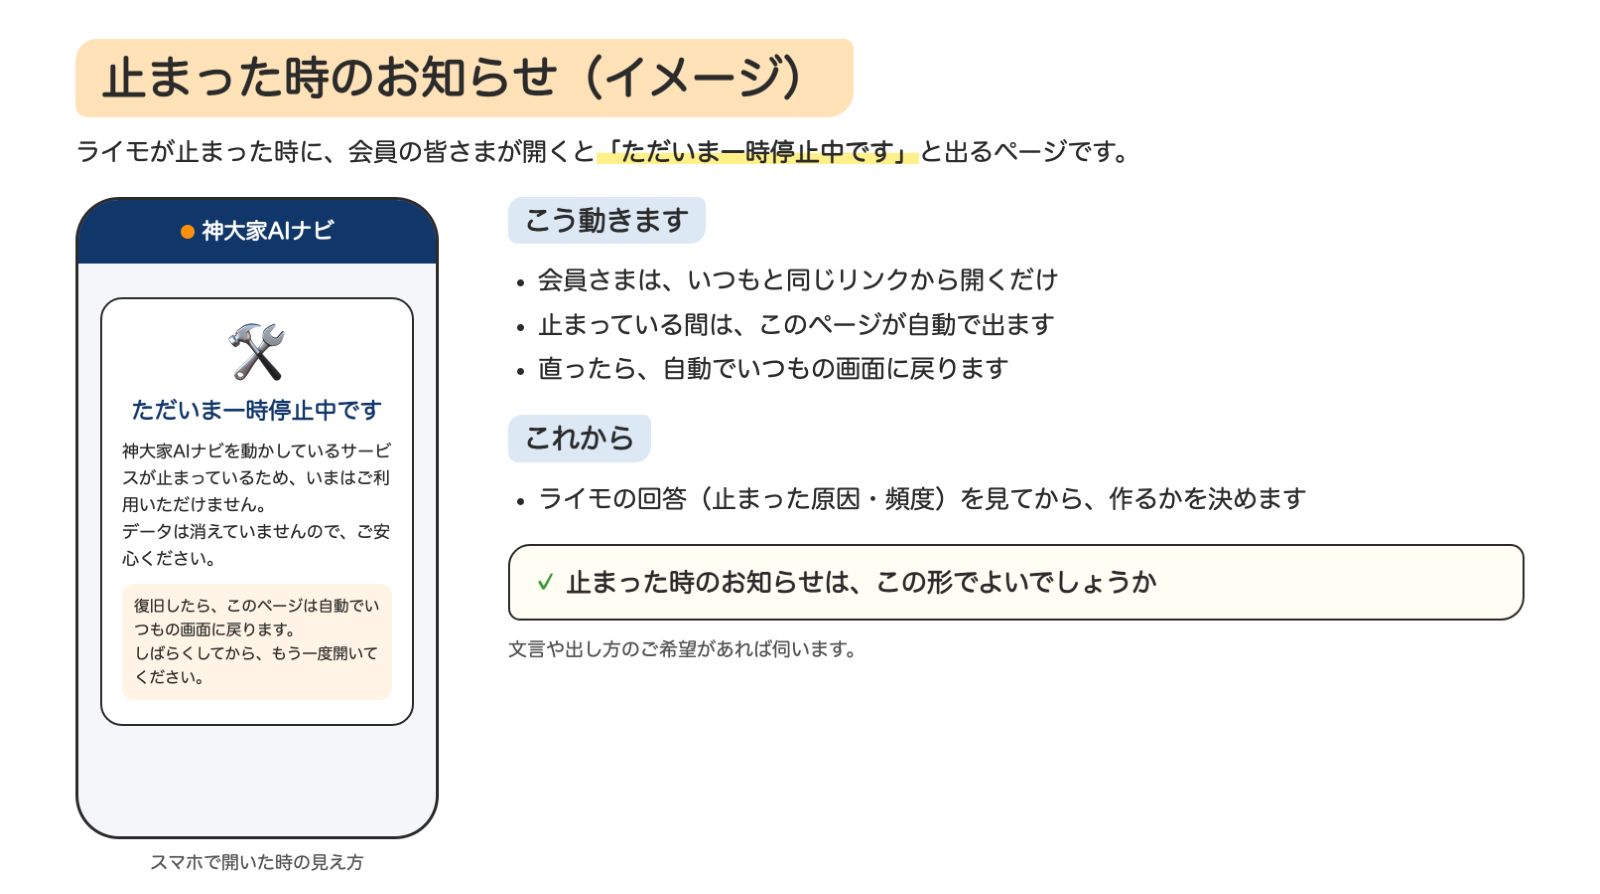 止まった時のお知らせ（イメージ）
ライモが止まった時に、会員の皆さまが開くと「ただいま一時停止中です」と出るページです。
神大家AIナビ
ただいま一時停止中です
神大家AIナビを動かしているサービ
スが止まっているため、いまはご利
用いただけません。
データは消えていませんので、ご安
心ください。
復旧したら、このページは自動でい
つもの画面に戻ります。
しばらくしてから、もう一度開いて
ください。
スマホで開いた時の見え方
こう動きます
• 会員さまは、いつもと同じリンクから開くだけ
• 止まっている間は、このページが自動で出ます
• 直ったら、自動でいつもの画面に戻ります
これから
• ライモの回答（止まった原因・頻度）を見てから、作るかを決めます
✓ 止まった時のお知らせは、この形でよいでしょうか
文言や出し方のご希望があれば伺います。